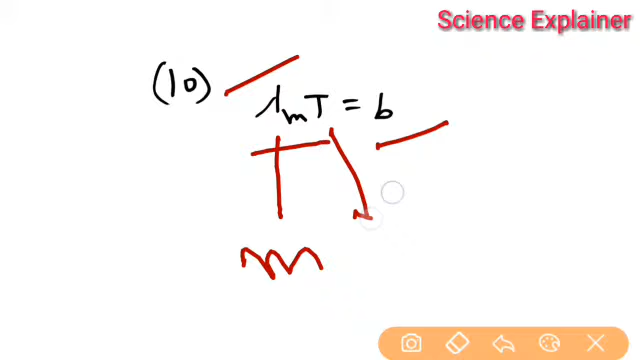 Science Explainer
(10)
λₘT = b
m